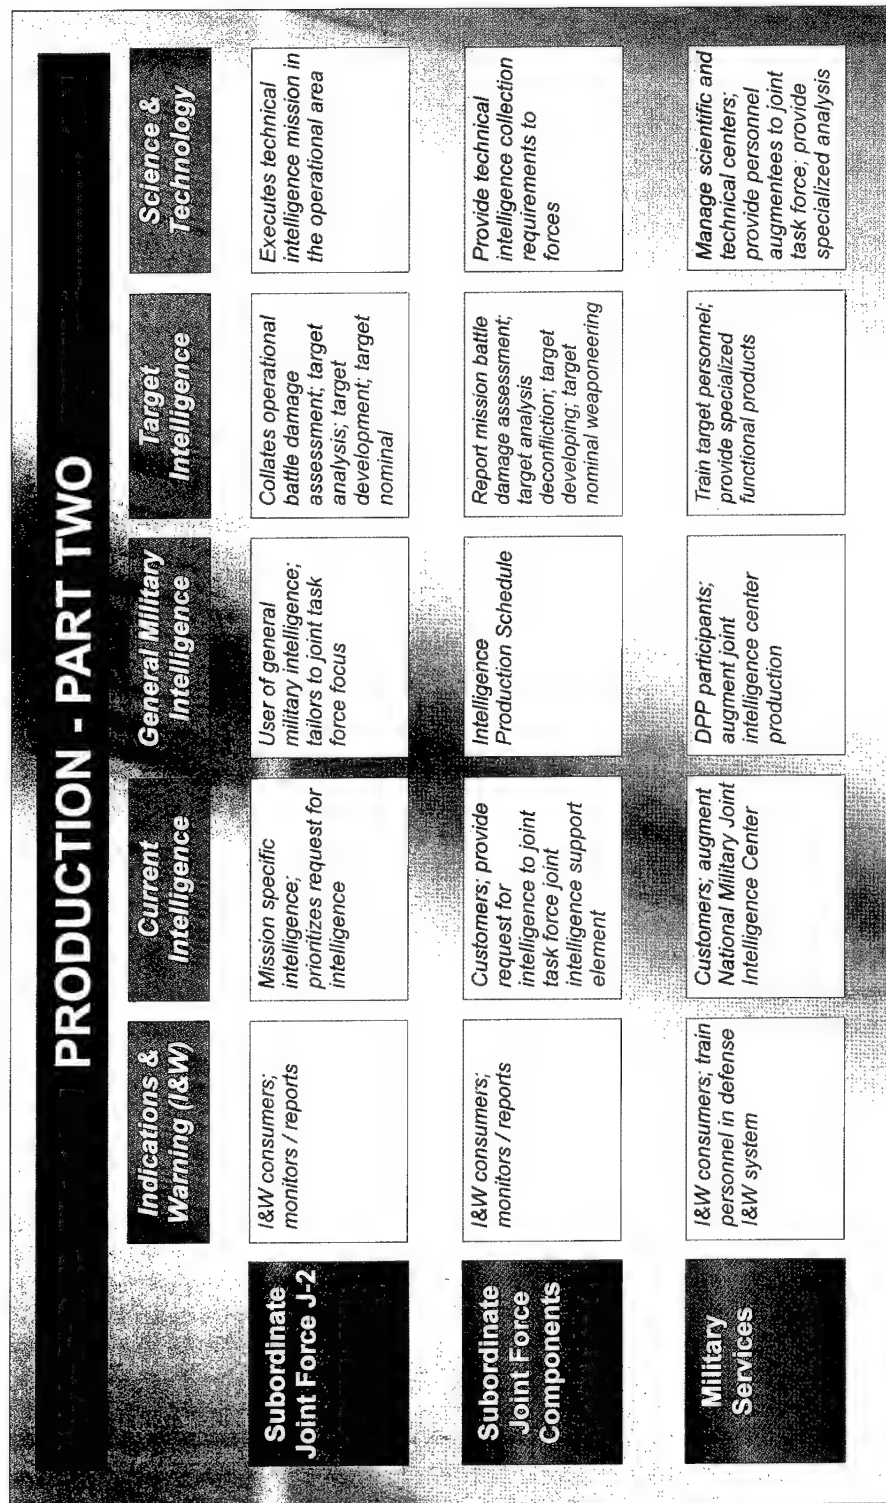 PRODUCTION - PART TWO
Indications &
Warning (I&W)
Current
Intelligence
General Military
Intelligence
Target
Intelligence
Science &
Technology
Subordinate
Joint Force J-2
I&W consumers;
monitors / reports
Mission specific
intelligence;
prioritizes request for
intelligence
User of general
military intelligence;
tailors to joint task
force focus
Collates operational
battle damage
assessment; target
analysis; target
development; target
nominal
Executes technical
intelligence mission in
the operational area
Subordinate
Joint Force
Components
I&W consumers;
monitors / reports
Customers; provide
request for
intelligence to joint
task force joint
intelligence support
element
Intelligence
Production Schedule
Report mission battle
damage assessment;
target analysis
deconfliction; target
developing; target
nominal weaponeering
Provide technical
intelligence collection
requirements to
forces
Military
Services
I&W consumers; train
personnel in defense
I&W system
Customers; augment
National Military Joint
Intelligence Center
DPP participants;
augment joint
intelligence center
production
Train target personnel;
provide specialized
functional products
Manage scientific and
technical centers;
provide personnel
augmentees to joint
task force; provide
specialized analysis